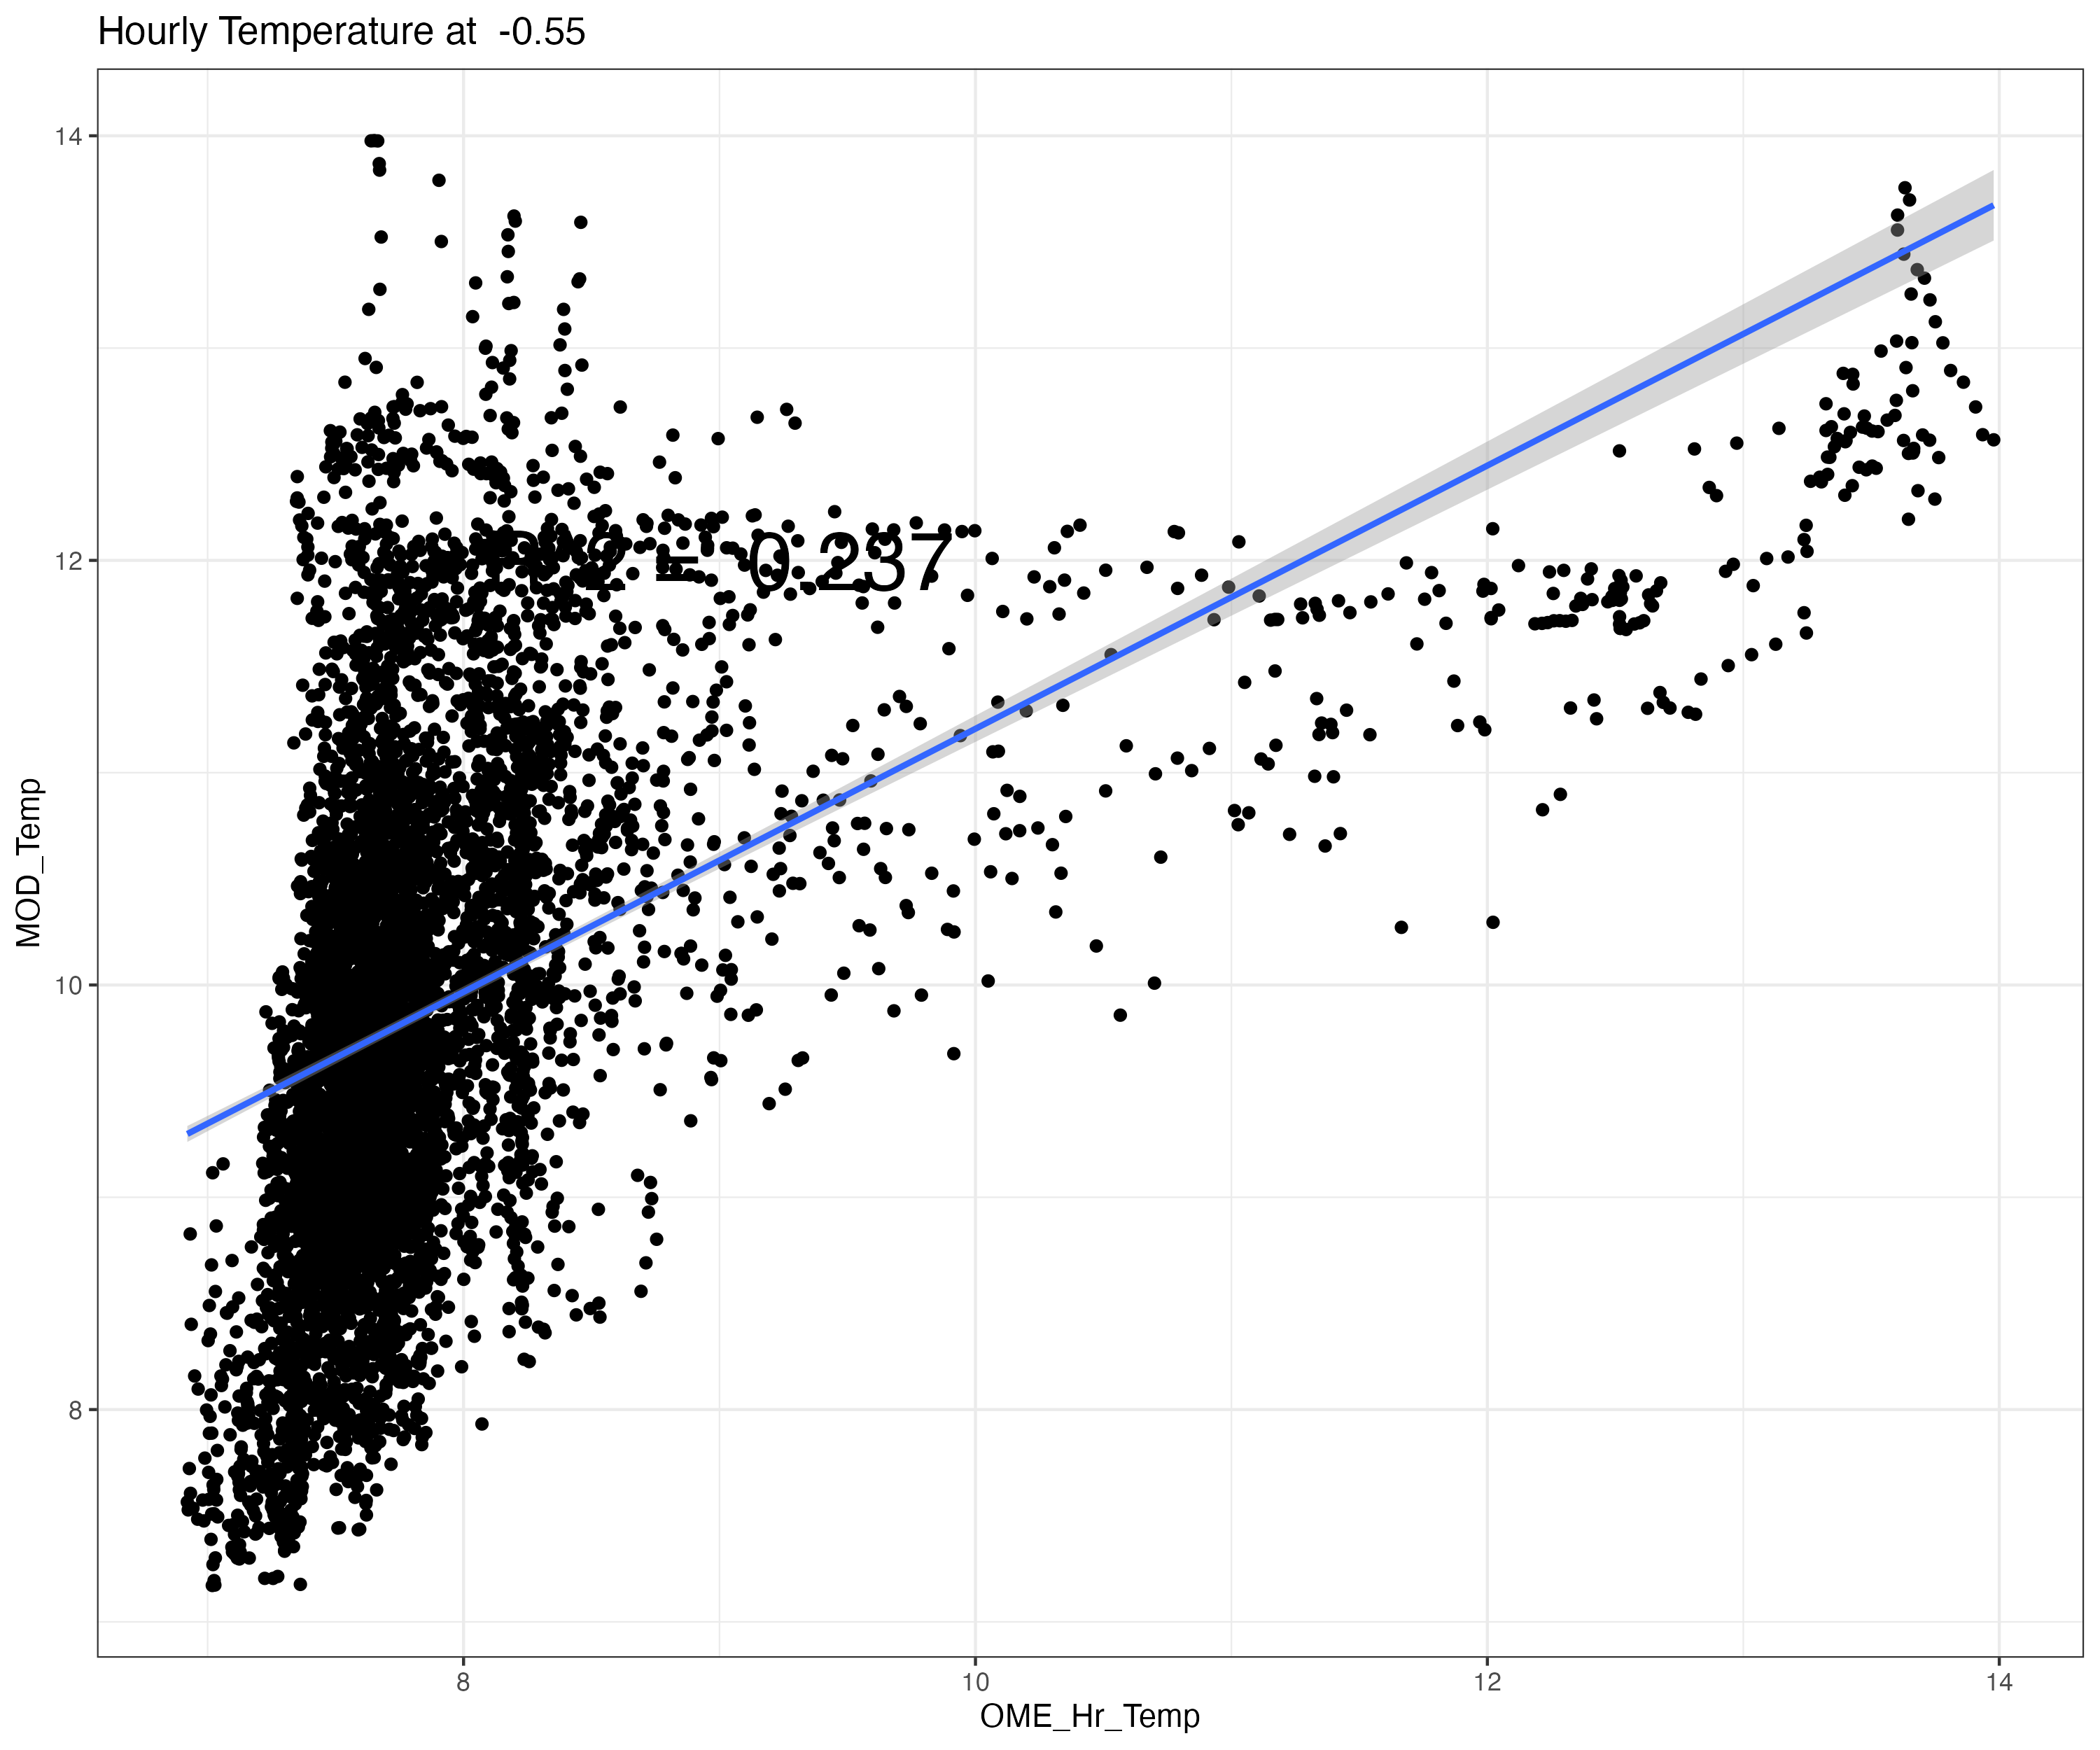 Hourly Temperature at  -0.55
14
12
10
8
MOD_Temp
= 0.237
8 10 12 14
OME_Hr_Temp